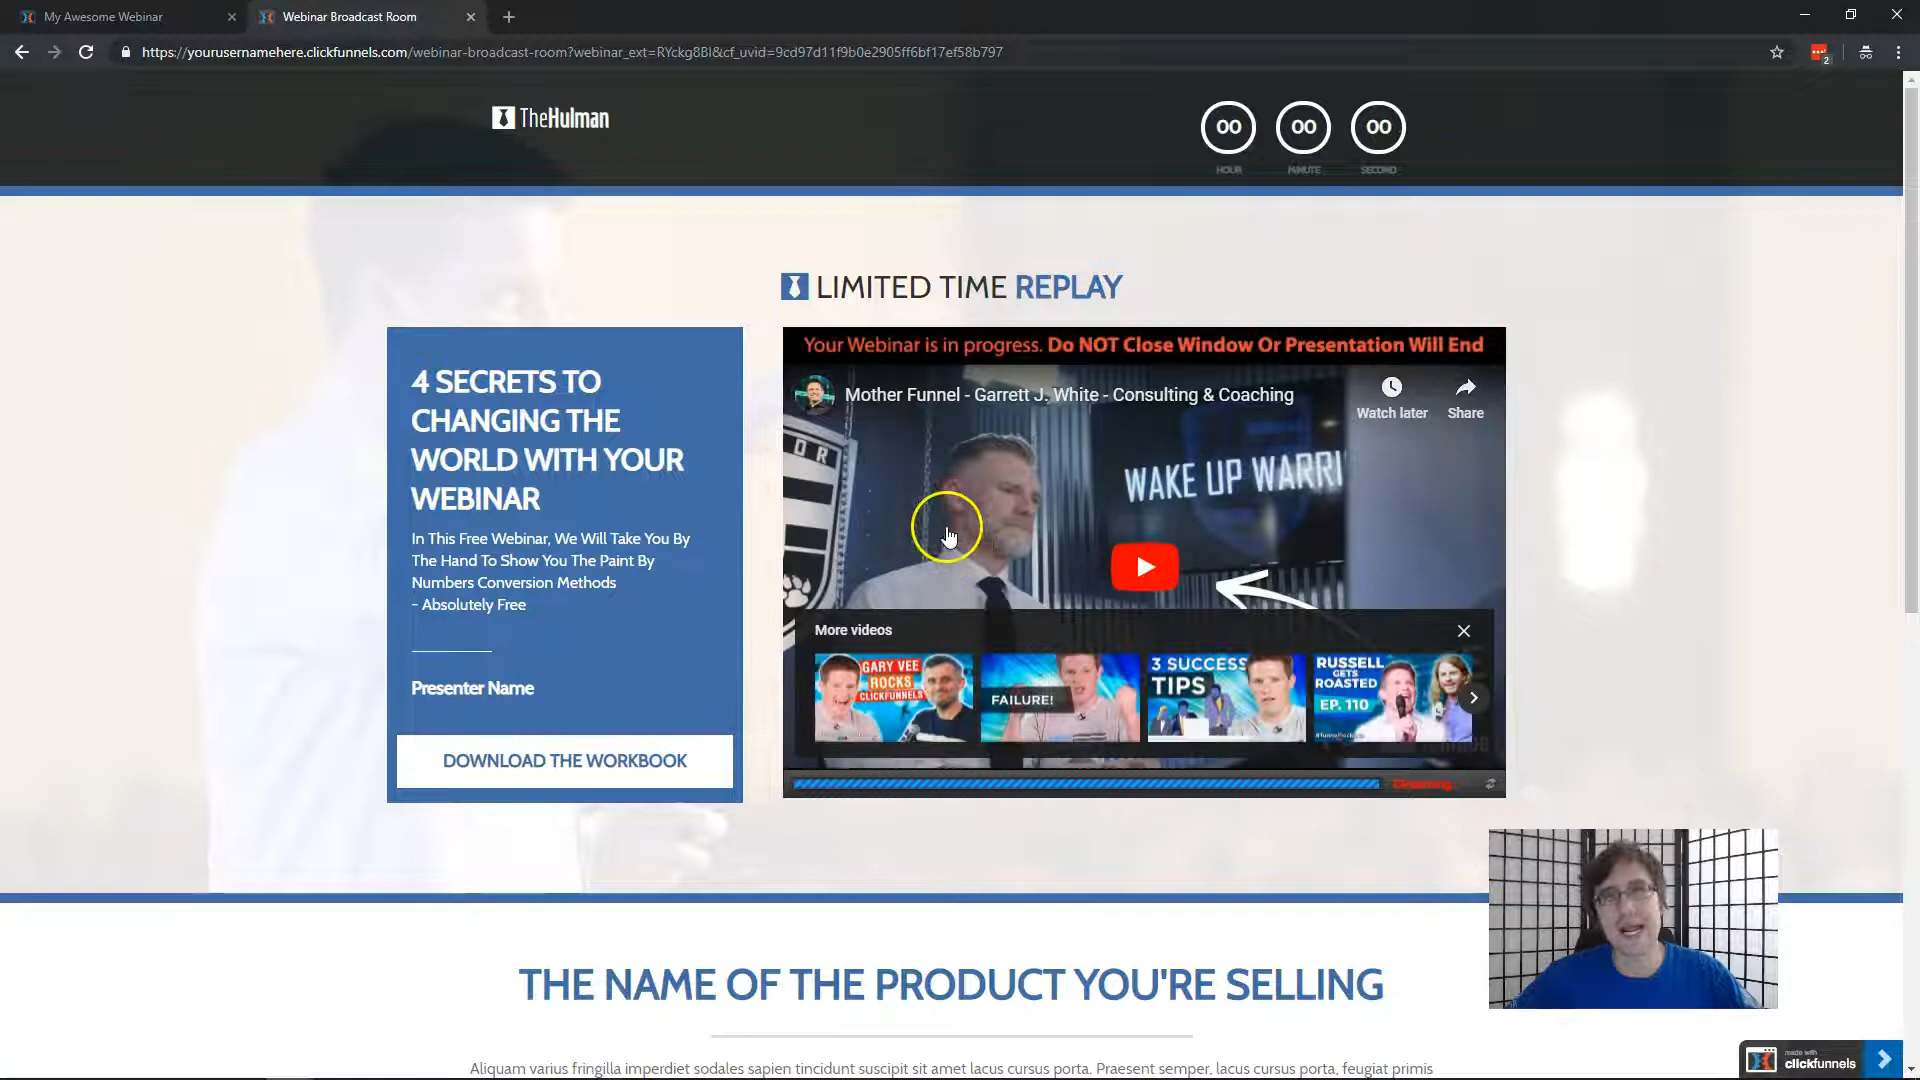 My Awesome Webinar
Webinar Broadcast Room
https://yourusernamehere.clickfunnels.com/webinar-broadcast-room?webinar_ext=RYckg8Bl&cf_uvid=9cd97d11f9b0e2905ff6bf17ef58b797
2
TheHulman
00 00 00
HOUR MINUTE SECOND
LIMITED TIME REPLAY
4 SECRETS TO
CHANGING THE
WORLD WITH YOUR
WEBINAR
In This Free Webinar, We Will Take You By
The Hand To Show You The Paint By
Numbers Conversion Methods
- Absolutely Free
Presenter Name
DOWNLOAD THE WORKBOOK
Your Webinar is in progress. Do NOT Close Window Or Presentation Will End
Mother Funnel - Garrett J. White - Consulting & Coaching
Watch later
Share
WAKE UP WARRI
More videos
GARY VEE
ROCKS
CLICKFUNNELS
FAILURE!
3 SUCCESS
TIPS
RUSSELL
GETS
ROASTED
EP. 110
Streaming...
THE NAME OF THE PRODUCT YOU'RE SELLING
Aliquam varius fringilla imperdiet sodales sapien tincidunt suscipit sit amet lacus cursus porta. Praesent semper, lacus cursus porta, feugiat primis
made with
clickfunnels